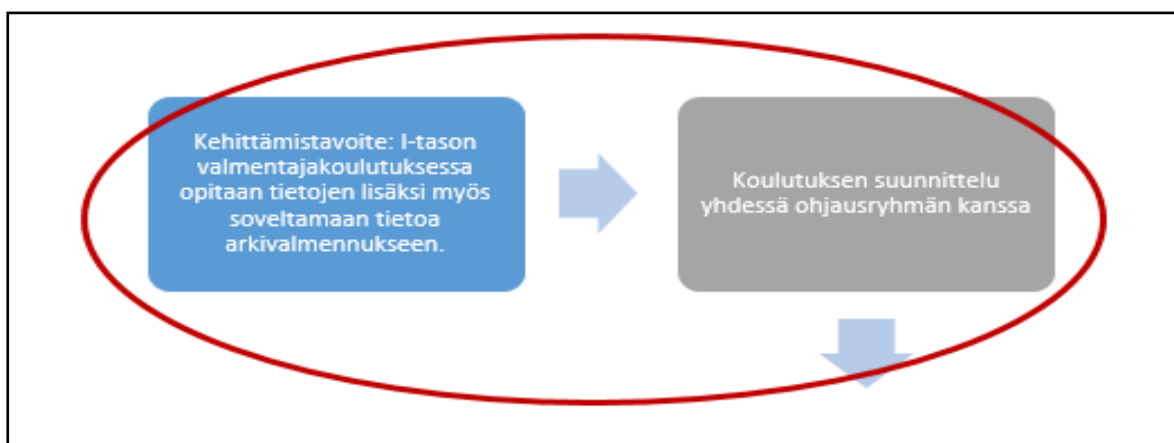 Kehittämistavoite: I-tason
valmentajakoulutuksessa
opitaan tietojen lisäksi myös
soveltamaan tietoa
arkivalmennukseen.
Koulutuksen suunnittelu
yhdessä ohjausryhmän kanssa